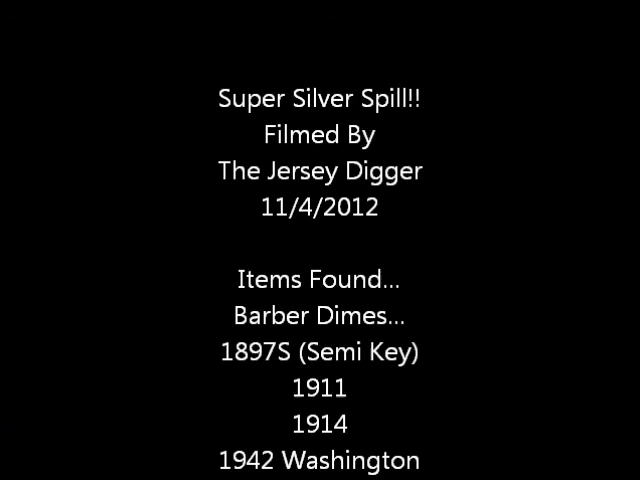 Super Silver Spill!!
Filmed By
The Jersey Digger
11/4/2012
Items Found...
Barber Dimes...
1897S (Semi Key)
1911
1914
1942 Washington